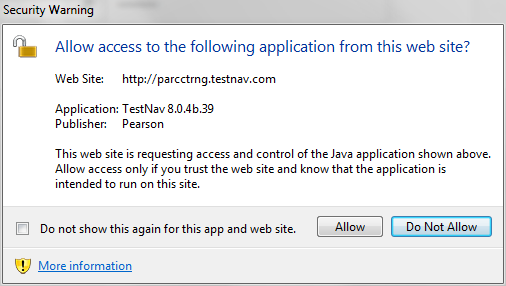 Security Warning
Allow access to the following application from this web site?
Web Site: http://parcctrng.testnav.com
Application: TestNav 8.0.4b.39
Publisher: Pearson
This web site is requesting access and control of the Java application shown above.
Allow access only if you trust the web site and know that the application is
intended to run on this site.
Do not show this again for this app and web site.
Allow
Do Not Allow
More information